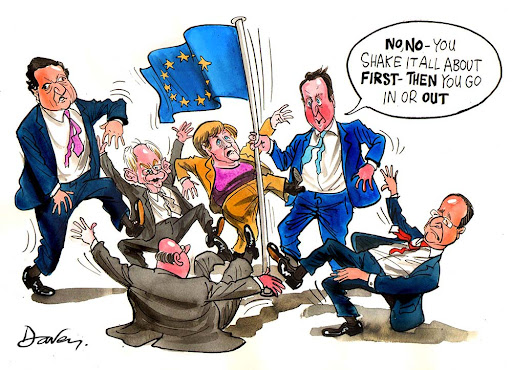 NO, NO - YOU
SHAKE IT ALL ABOUT
FIRST - THEN YOU GO
IN OR OUT
Davey.